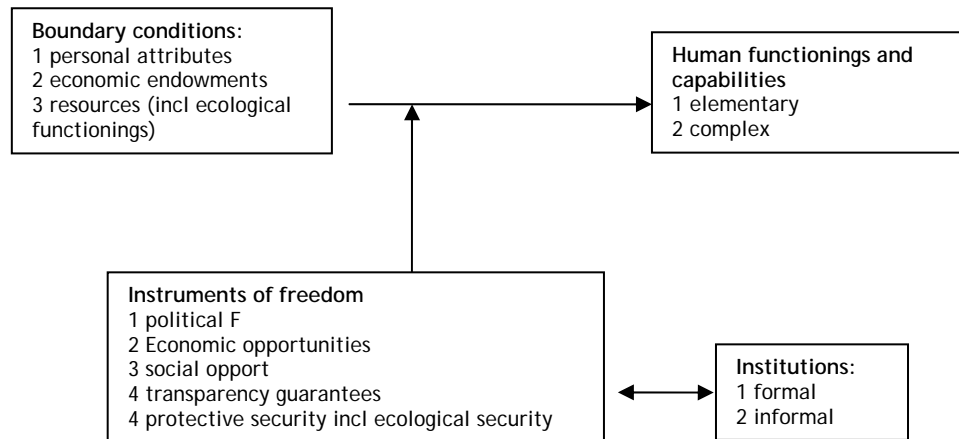 Boundary conditions:
1 personal attributes
2 economic endowments
3 resources (incl ecological
functionings)
Human functionings and
capabilities
1 elementary
2 complex
Instruments of freedom
1 political F
2 Economic opportunities
3 social opport
4 transparency guarantees
4 protective security incl ecological security
Institutions:
1 formal
2 informal